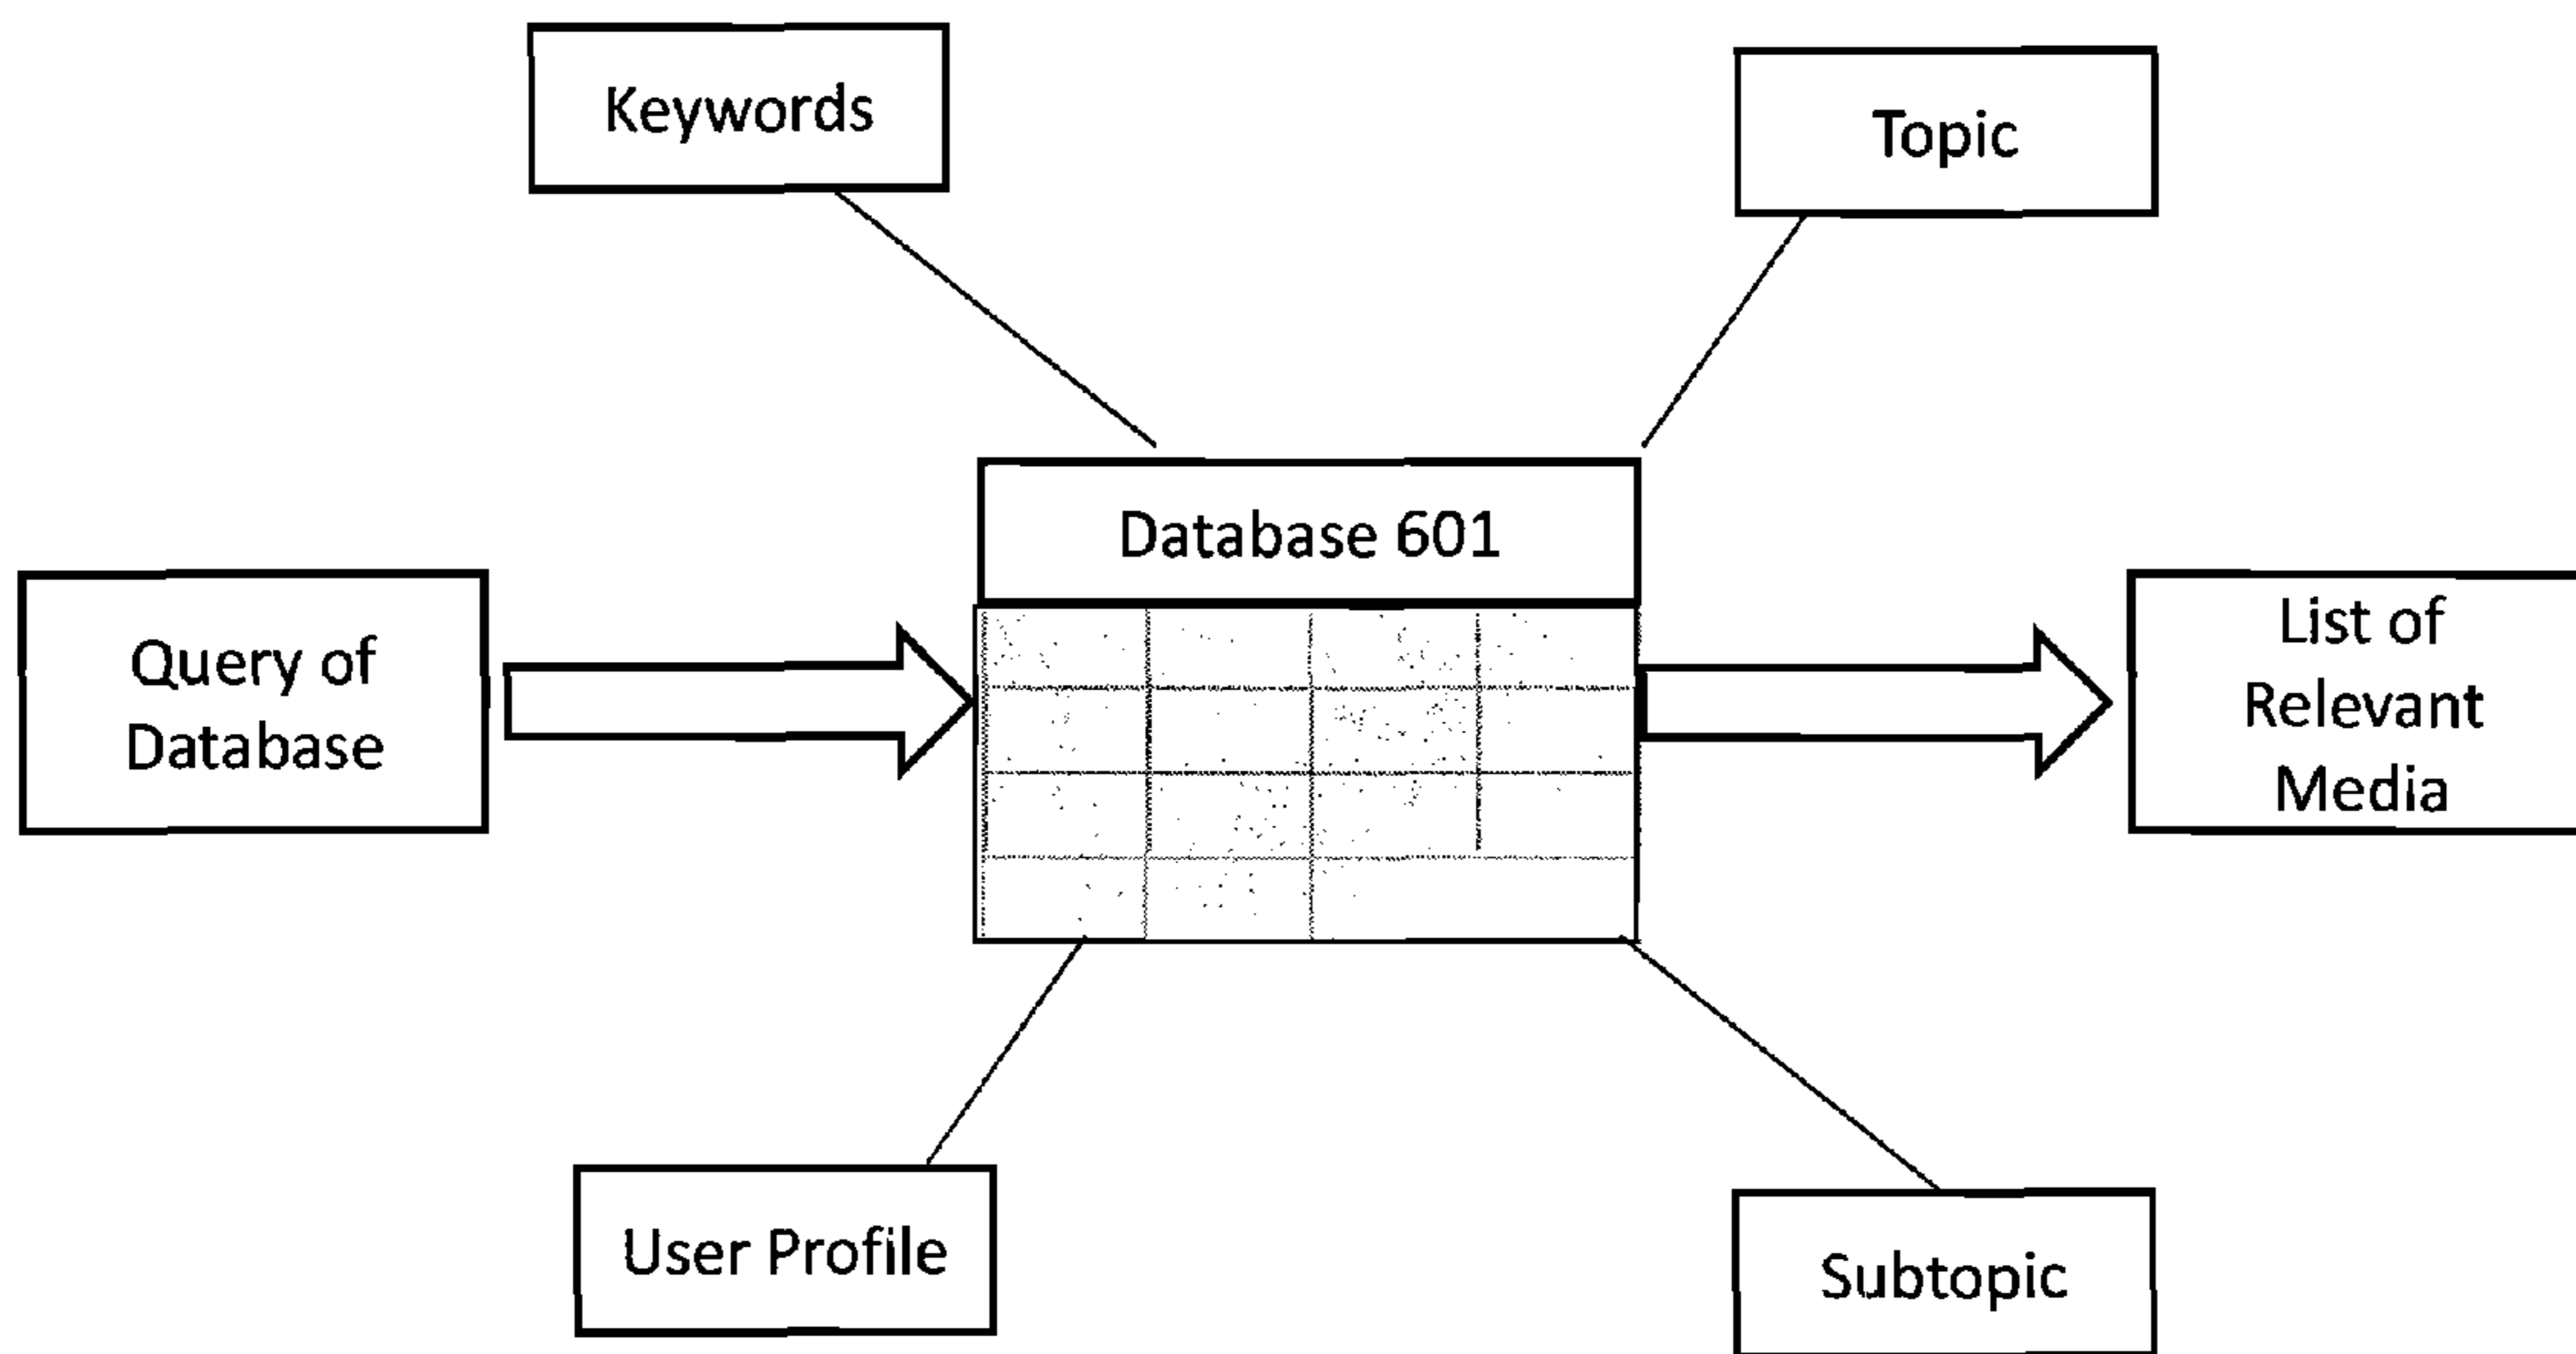 Keywords
Topic
Database 601
Query of
Database
List of
Relevant
Media
User Profile
Subtopic